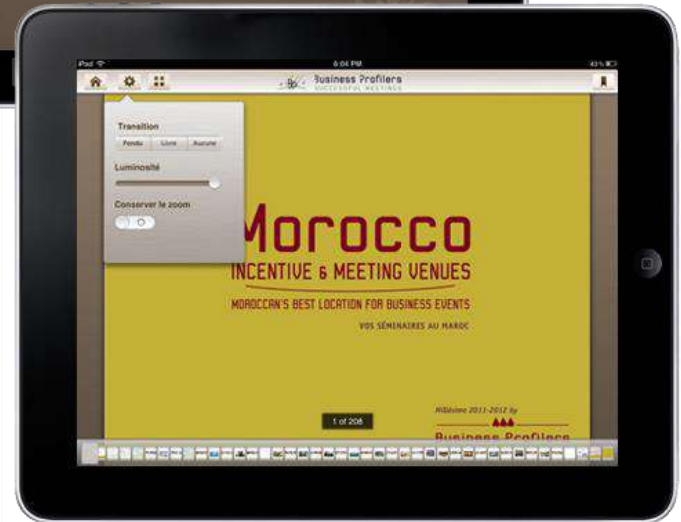 iPad 6:04 PM 43%
Business Profilers
SUCCESSFUL MEETINGS
Transition
Fondu Livre Aucune
Luminosité
Conserver le zoom
Morocco
INCENTIVE & MEETING VENUES
MOROCCAN'S BEST LOCATION FOR BUSINESS EVENTS
VOS SÉMINAIRES AU MAROC
Millésime 2011-2012 by
1 of 208
Business Profilers